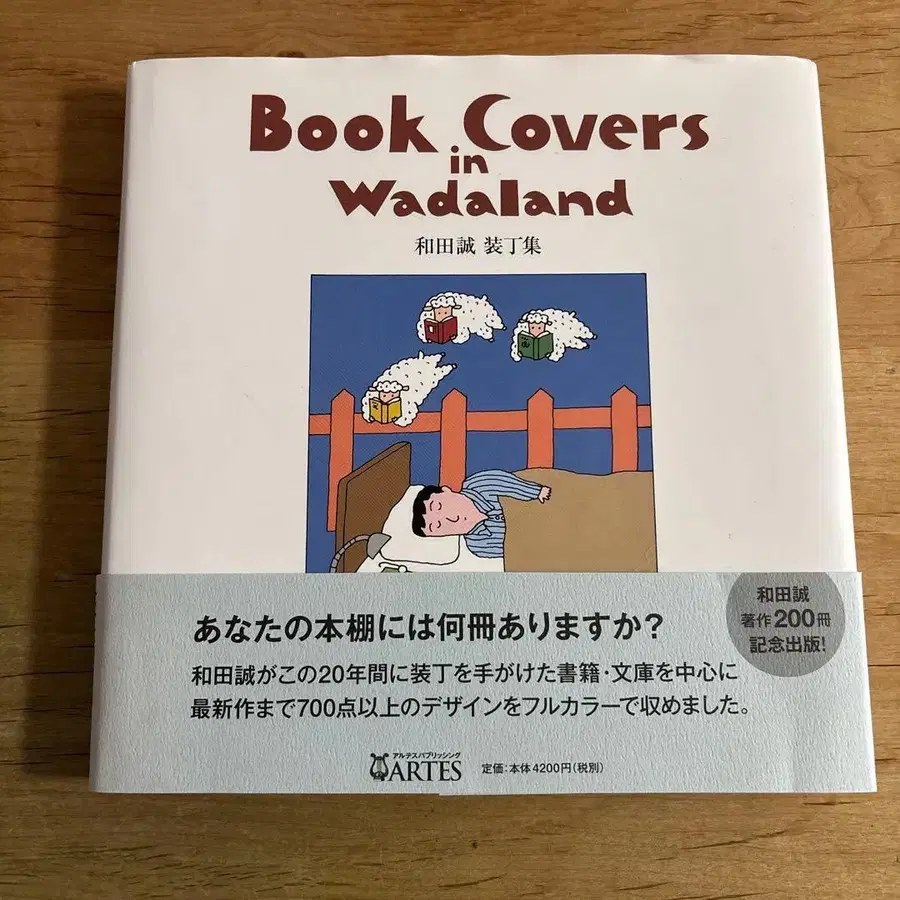 Book Covers
in
Wadaland
和田誠 装丁集
和田誠
著作200冊
記念出版!
あなたの本棚には何冊ありますか?
和田誠がこの20年間に装丁を手がけた書籍・文庫を中心に
最新作まで700点以上のデザインをフルカラーで収めました。
アルテスパブリッシング
ARTES
定価:本体4200円(税別)